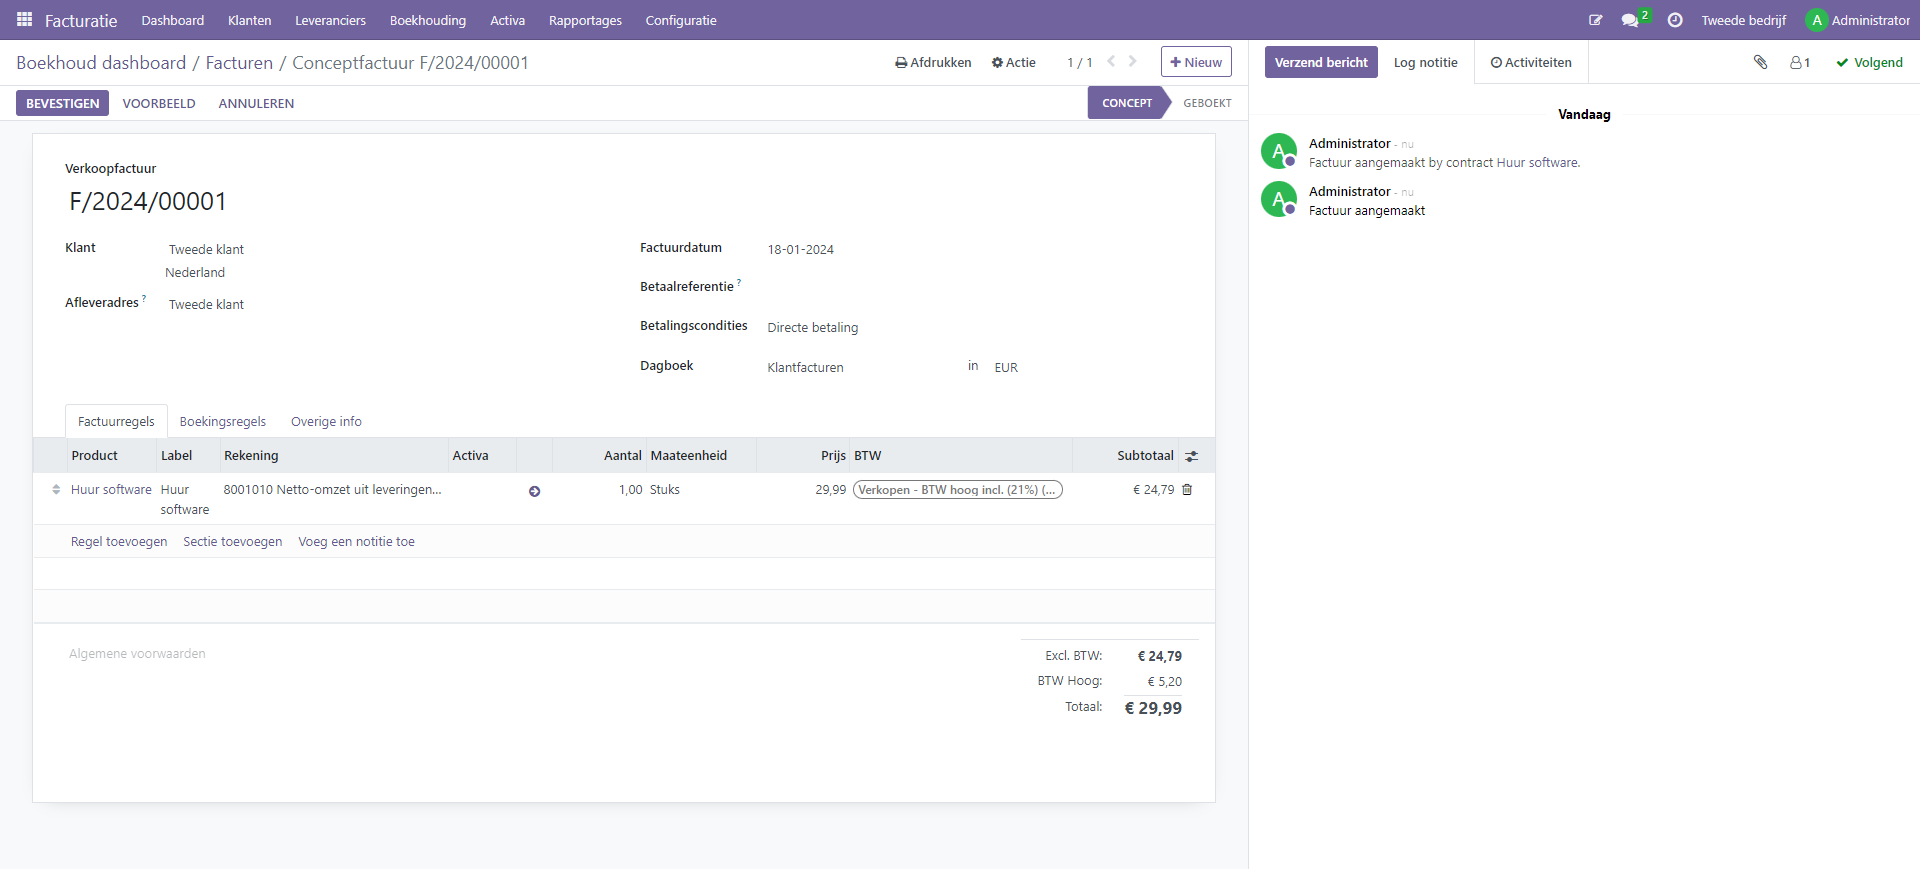 Facturatie Dashboard Klanten Leveranciers Boekhouding Activa Rapportages Configuratie 2 Tweede bedrijf A Administrator
Boekhoud dashboard / Facturen / Conceptfactuur F/2024/00001 Afdrukken Actie 1 / 1 Nieuw
Verzend bericht Log notitie Activiteiten 1 Volgend
BEVESTIGEN VOORBEELD ANNULEREN CONCEPT GEBOEKT
Vandaag
A Administrator - nu
Factuur aangemaakt by contract Huur software.
A Administrator - nu
Factuur aangemaakt
Verkoopfactuur
F/2024/00001
Klant Tweede klant
Nederland
Afleveradres ? Tweede klant
Factuurdatum 18-01-2024
Betaalreferentie ?
Betalingscondities Directe betaling
Dagboek Klantfacturen in EUR
Factuurregels Boekingsregels Overige info
Product Label Rekening Activa Aantal Maateenheid Prijs BTW Subtotaal
Huur software Huur software 8001010 Netto-omzet uit leveringen... 1,00 Stuks 29,99 Verkopen - BTW hoog incl. (21%) (... € 24,79
Regel toevoegen Sectie toevoegen Voeg een notitie toe
Algemene voorwaarden
Excl. BTW: € 24,79
BTW Hoog: € 5,20
Totaal: € 29,99